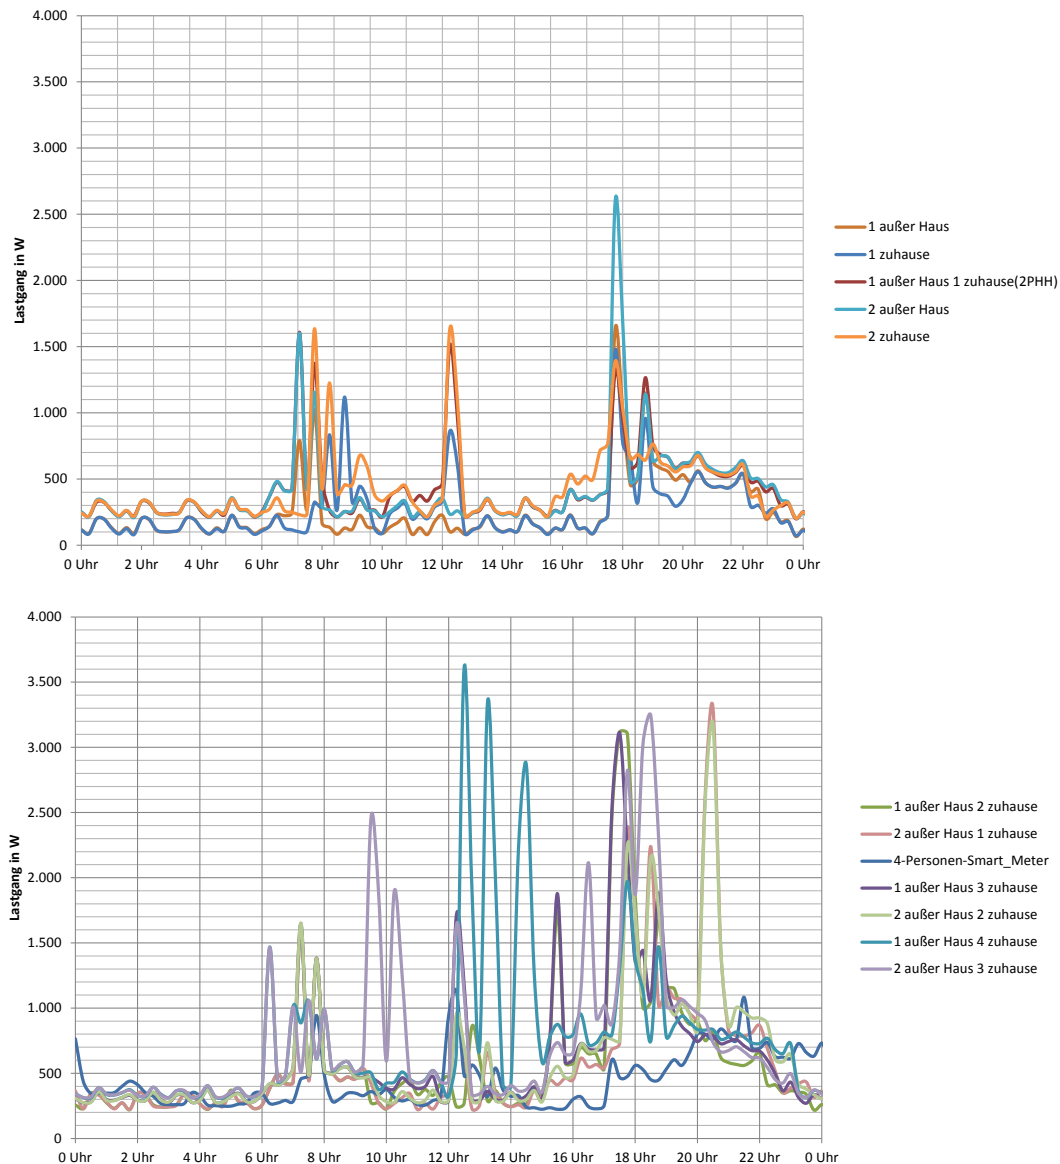 4.000
3.500
3.000
2.500
2.000
1.500
1.000
500
0
Lastgang in W
0 Uhr 2 Uhr 4 Uhr 6 Uhr 8 Uhr 10 Uhr 12 Uhr 14 Uhr 16 Uhr 18 Uhr 20 Uhr 22 Uhr 0 Uhr
1 außer Haus
1 zuhause
1 außer Haus 1 zuhause(2PHH)
2 außer Haus
2 zuhause
4.000
3.500
3.000
2.500
2.000
1.500
1.000
500
0
Lastgang in W
0 Uhr 2 Uhr 4 Uhr 6 Uhr 8 Uhr 10 Uhr 12 Uhr 14 Uhr 16 Uhr 18 Uhr 20 Uhr 22 Uhr 0 Uhr
1 außer Haus 2 zuhause
2 außer Haus 1 zuhause
4-Personen-Smart_Meter
1 außer Haus 3 zuhause
2 außer Haus 2 zuhause
1 außer Haus 4 zuhause
2 außer Haus 3 zuhause